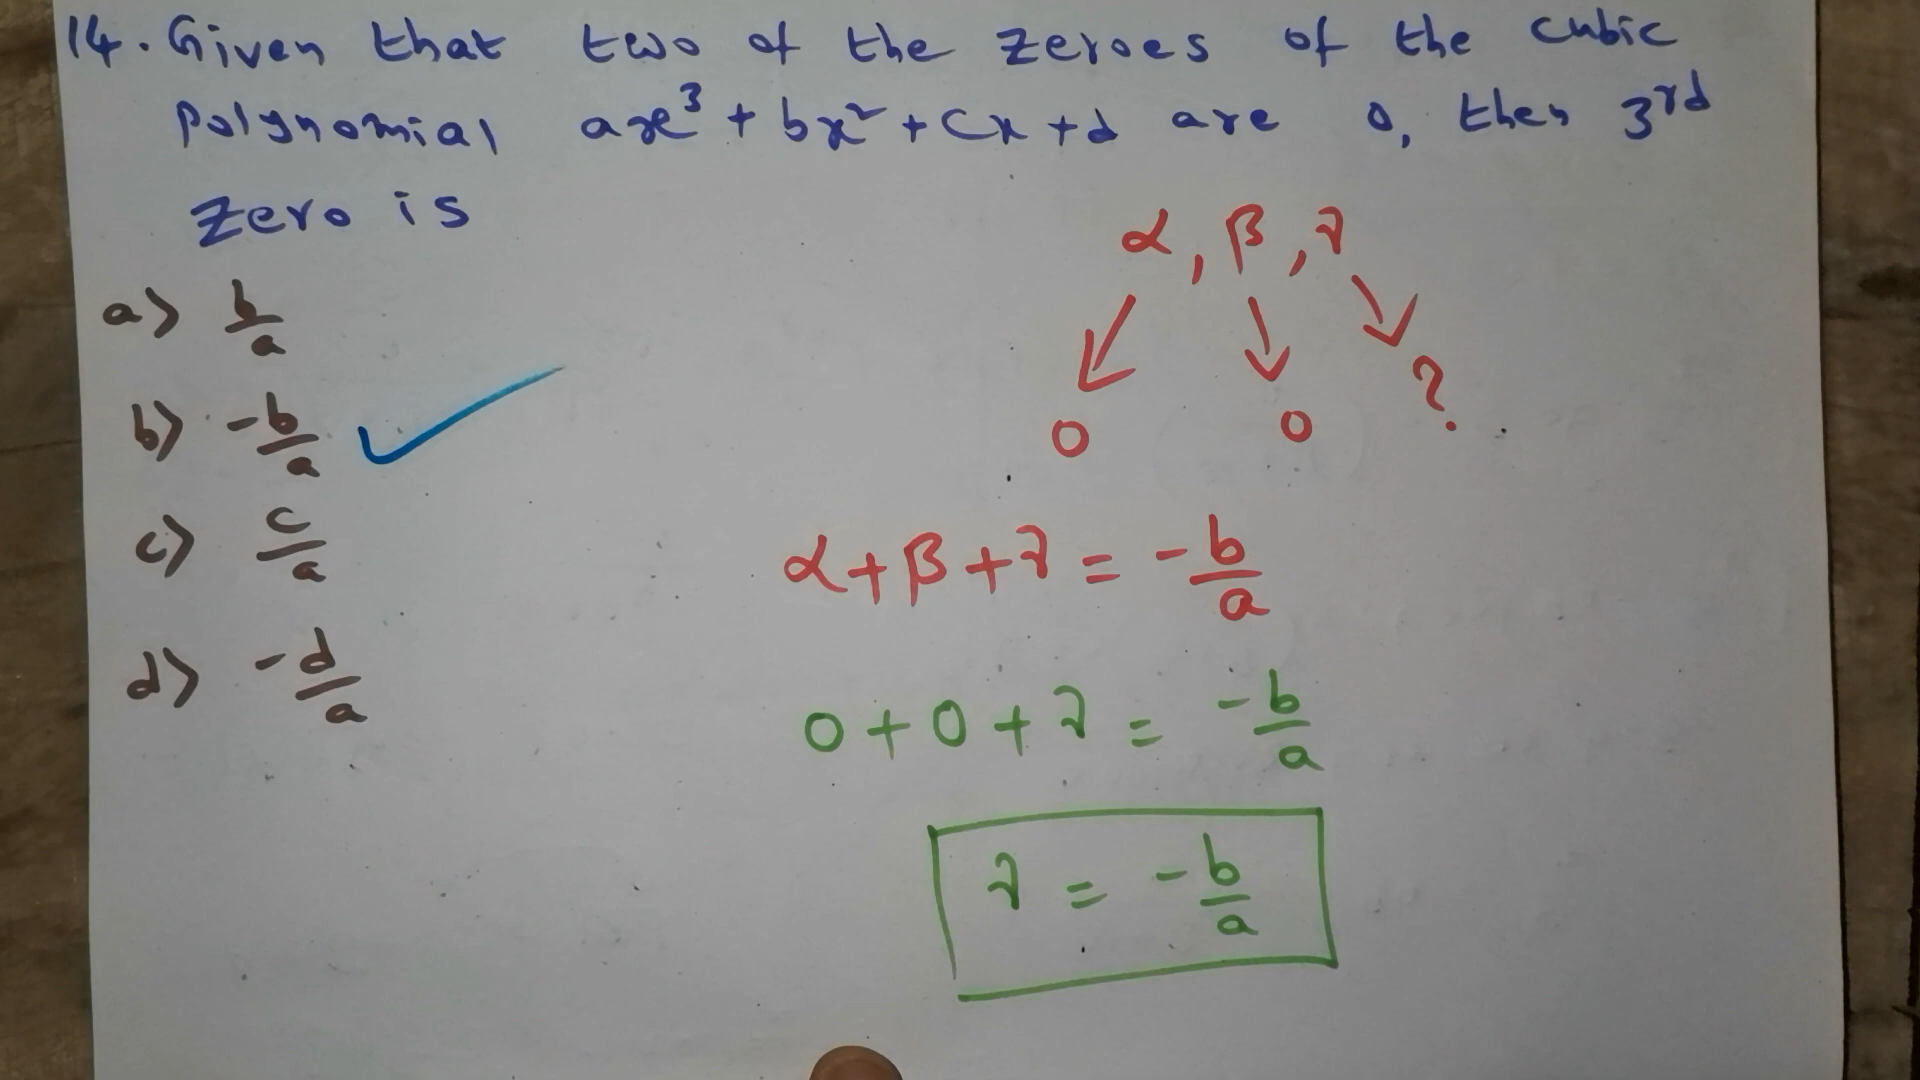 14. Given that two of the zeroes of the cubic
polynomial ax³ + bx² + cx + d are 0, then 3rd
zero is
a) b/a
b) -b/a ✓
c) c/a
d) -d/a
α, β, γ
0 0 ?
α + β + γ = -b/a
0 + 0 + γ = -b/a
γ = -b/a